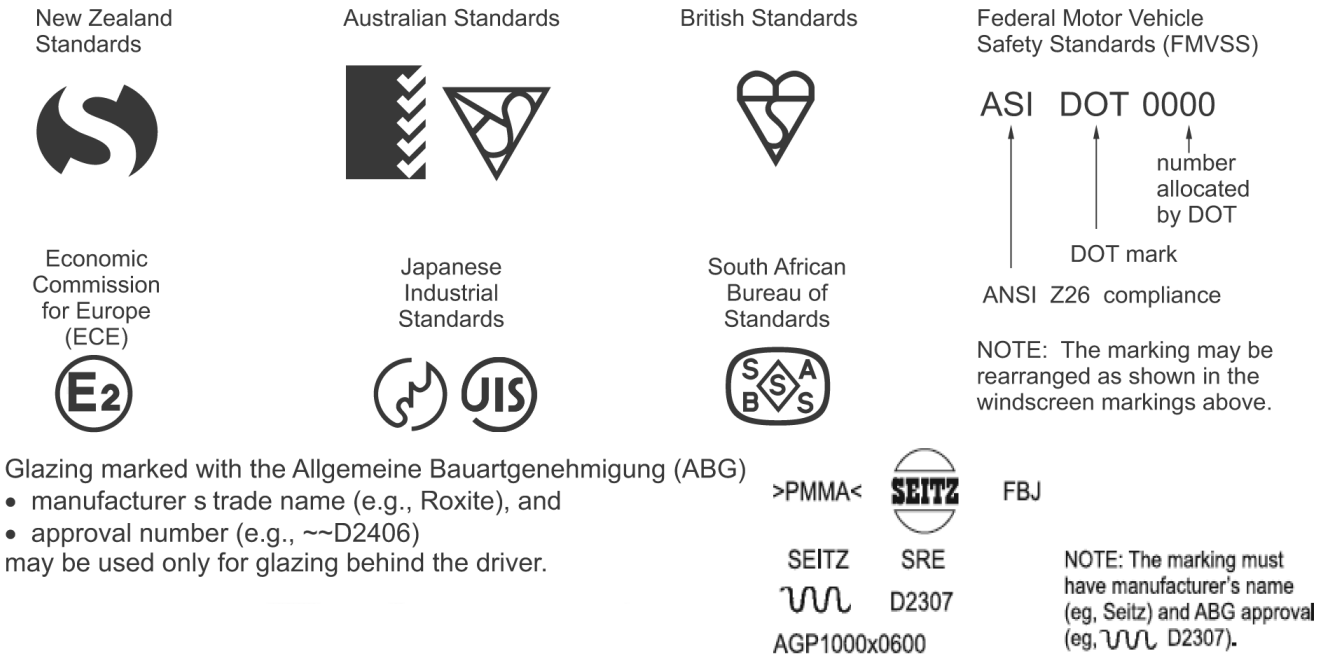 New Zealand
Standards
Australian Standards
British Standards
Federal Motor Vehicle
Safety Standards (FMVSS)
ASI DOT 0000
number
allocated
by DOT
DOT mark
ANSI Z26 compliance
NOTE: The marking may be
rearranged as shown in the
windscreen markings above.
Economic
Commission
for Europe
(ECE)
E2
Japanese
Industrial
Standards
JIS
South African
Bureau of
Standards
S A
S
B S
Glazing marked with the Allgemeine Bauartgenehmigung (ABG)
• manufacturer s trade name (e.g., Roxite), and
• approval number (e.g., ~~D2406)
may be used only for glazing behind the driver.
>PMMA< SEITZ FBJ
SEITZ SRE
D2307
AGP1000x0600
NOTE: The marking must
have manufacturer's name
(eg, Seitz) and ABG approval
(eg, D2307).